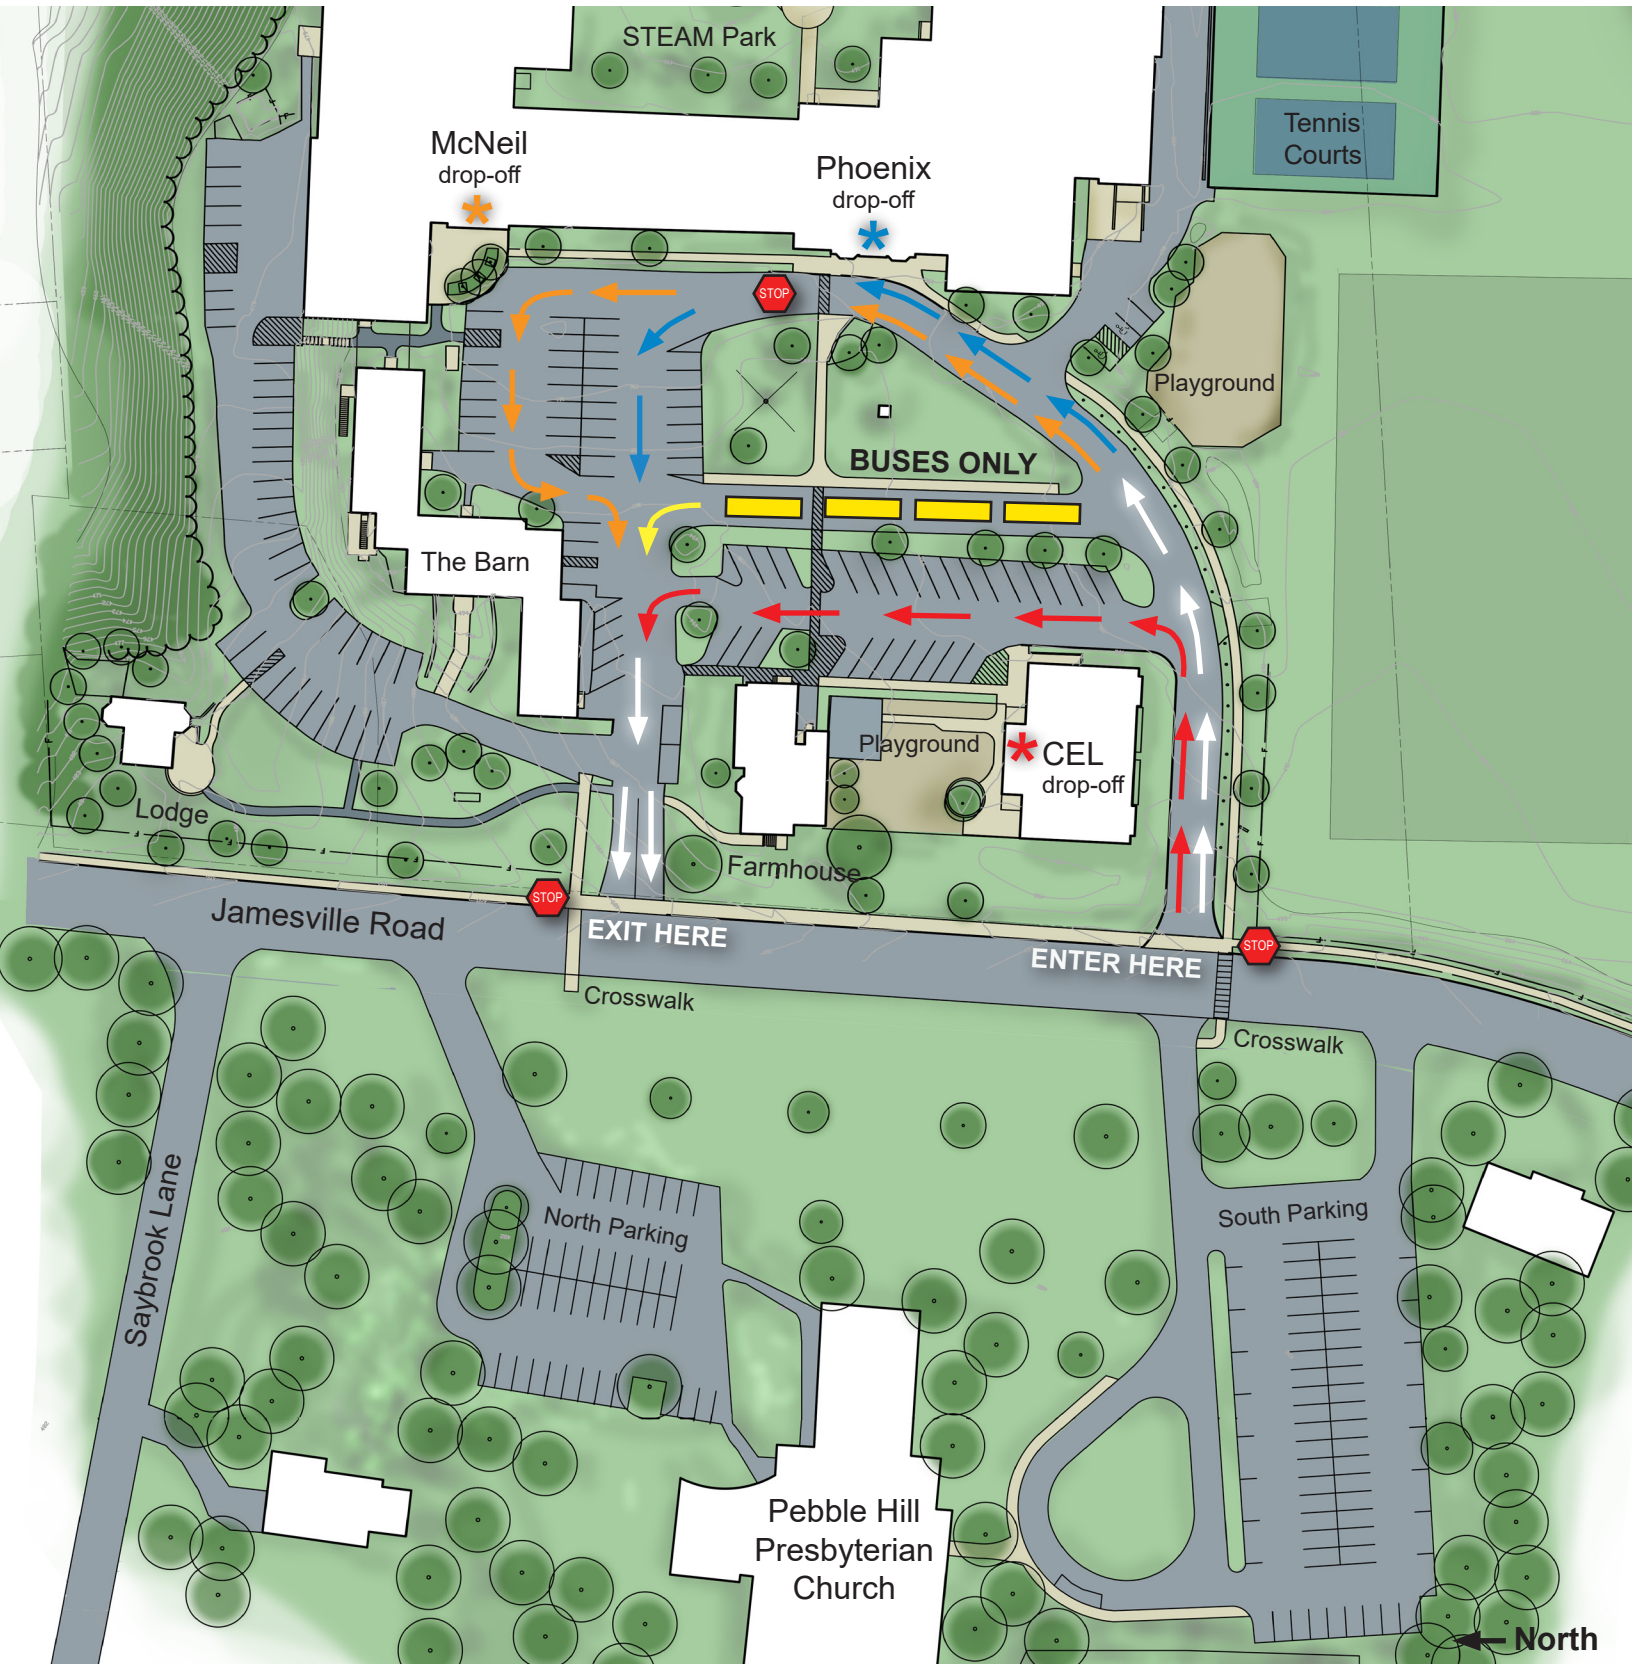 STEAM Park
Tennis
Courts
McNeil
drop-off
Phoenix
drop-off
STOP
Playground
BUSES ONLY
The Barn
Playground
CEL
drop-off
Lodge
Farmhouse
STOP
Jamesville Road
EXIT HERE
ENTER HERE
STOP
Crosswalk
Crosswalk
Saybrook Lane
North Parking
South Parking
Pebble Hill
Presbyterian
Church
North